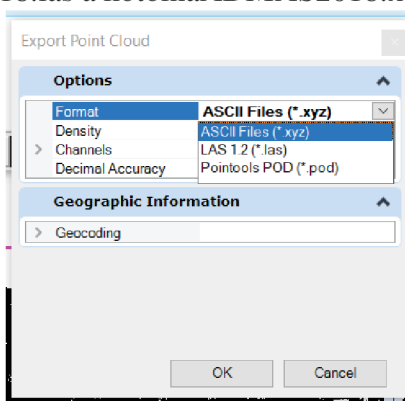 Export Point Cloud
Options
Format ASCII Files (*.xyz)
Density ASCII Files (*.xyz)
Channels LAS 1.2 (*.las)
Decimal Accuracy Pointools POD (*.pod)
Geographic Information
Geocoding
OK Cancel